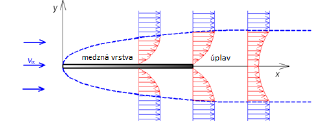 y
medzná vrstva
úplav
v∞
x